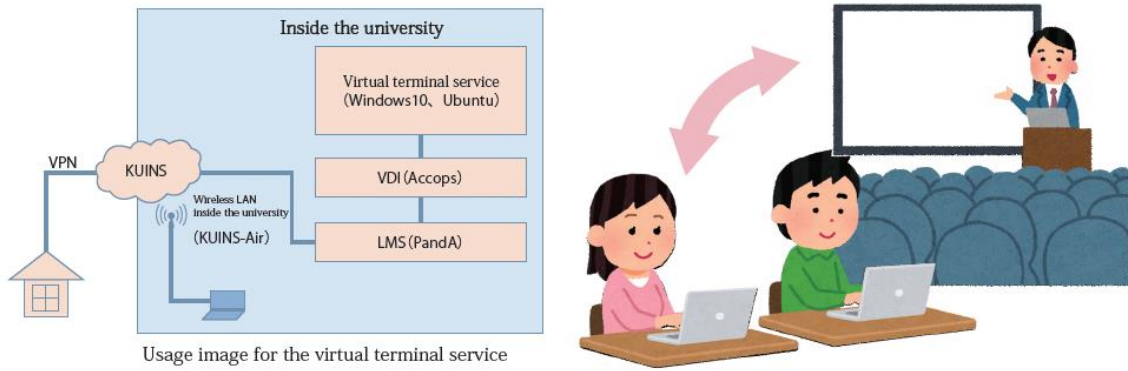 Inside the university
Virtual terminal service
（Windows10、Ubuntu）
VPN
KUINS
VDI（Accops）
Wireless LAN
inside the university
（KUINS-Air）
LMS（PandA）
Usage image for the virtual terminal service